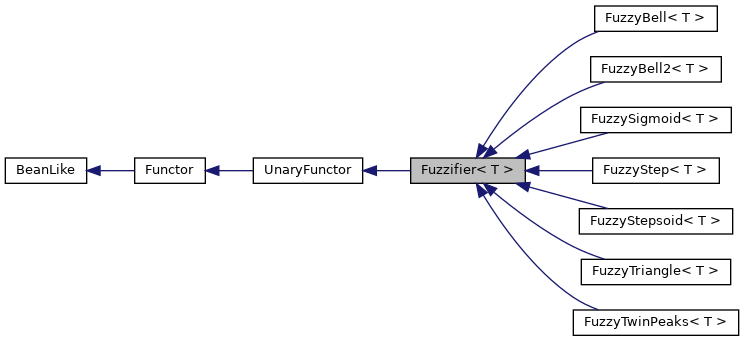 BeanLike
Functor
UnaryFunctor
Fuzzifier< T >
FuzzyBell< T >
FuzzyBell2< T >
FuzzySigmoid< T >
FuzzyStep< T >
FuzzyStepsoid< T >
FuzzyTriangle< T >
FuzzyTwinPeaks< T >